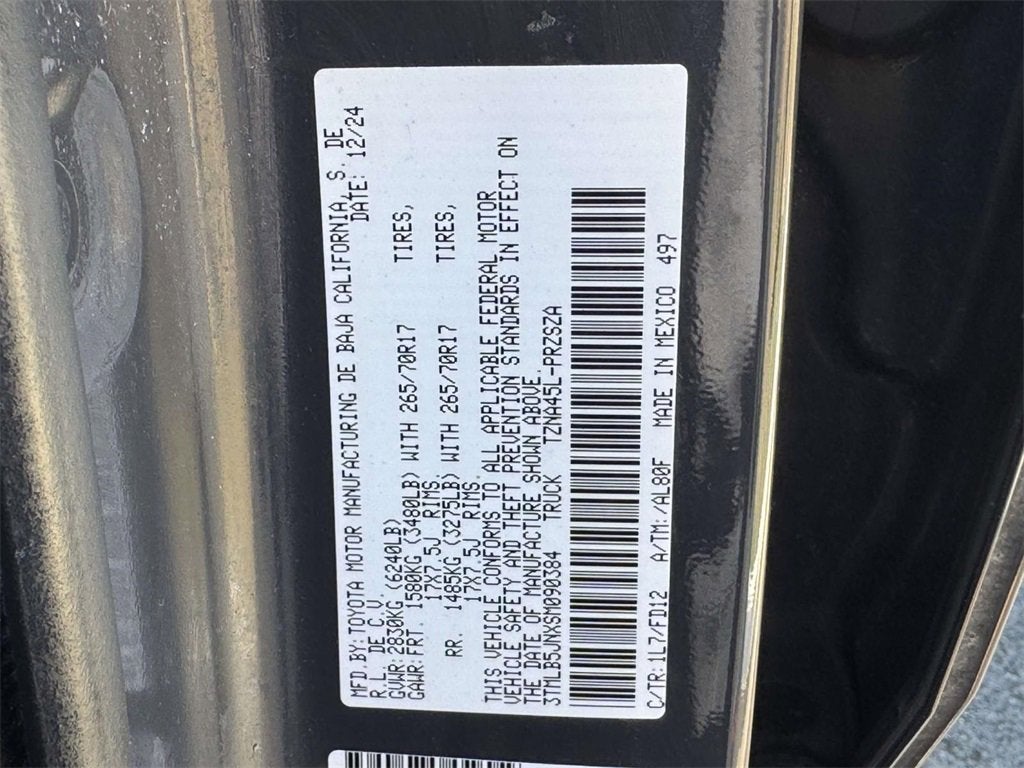 MFD.BY:TOYOTA MOTOR MANUFACTURING DE BAJA CALIFORNIA,S. DE
R.L.DE C.V. DATE: 12/24
GVWR:2830KG (6240LB)
GAWR:FRT. 1580KG (3480LB) WITH 265/70R17 TIRES,
17X7.5J RIMS.
RR. 1485KG (3275LB) WITH 265/70R17 TIRES,
17X7.5J RIMS.
THIS VEHICLE CONFORMS TO ALL APPLICABLE FEDERAL MOTOR
VEHICLE SAFETY AND THEFT PREVENTION STANDARDS IN EFFECT ON
THE DATE OF MANUFACTURE SHOWN ABOVE.
3TMLB5JNXSM090384 TRUCK TZNA45L-PRZSZA
C/TR:1L7/FD12 A/TM:/AL80F MADE IN MEXICO 497